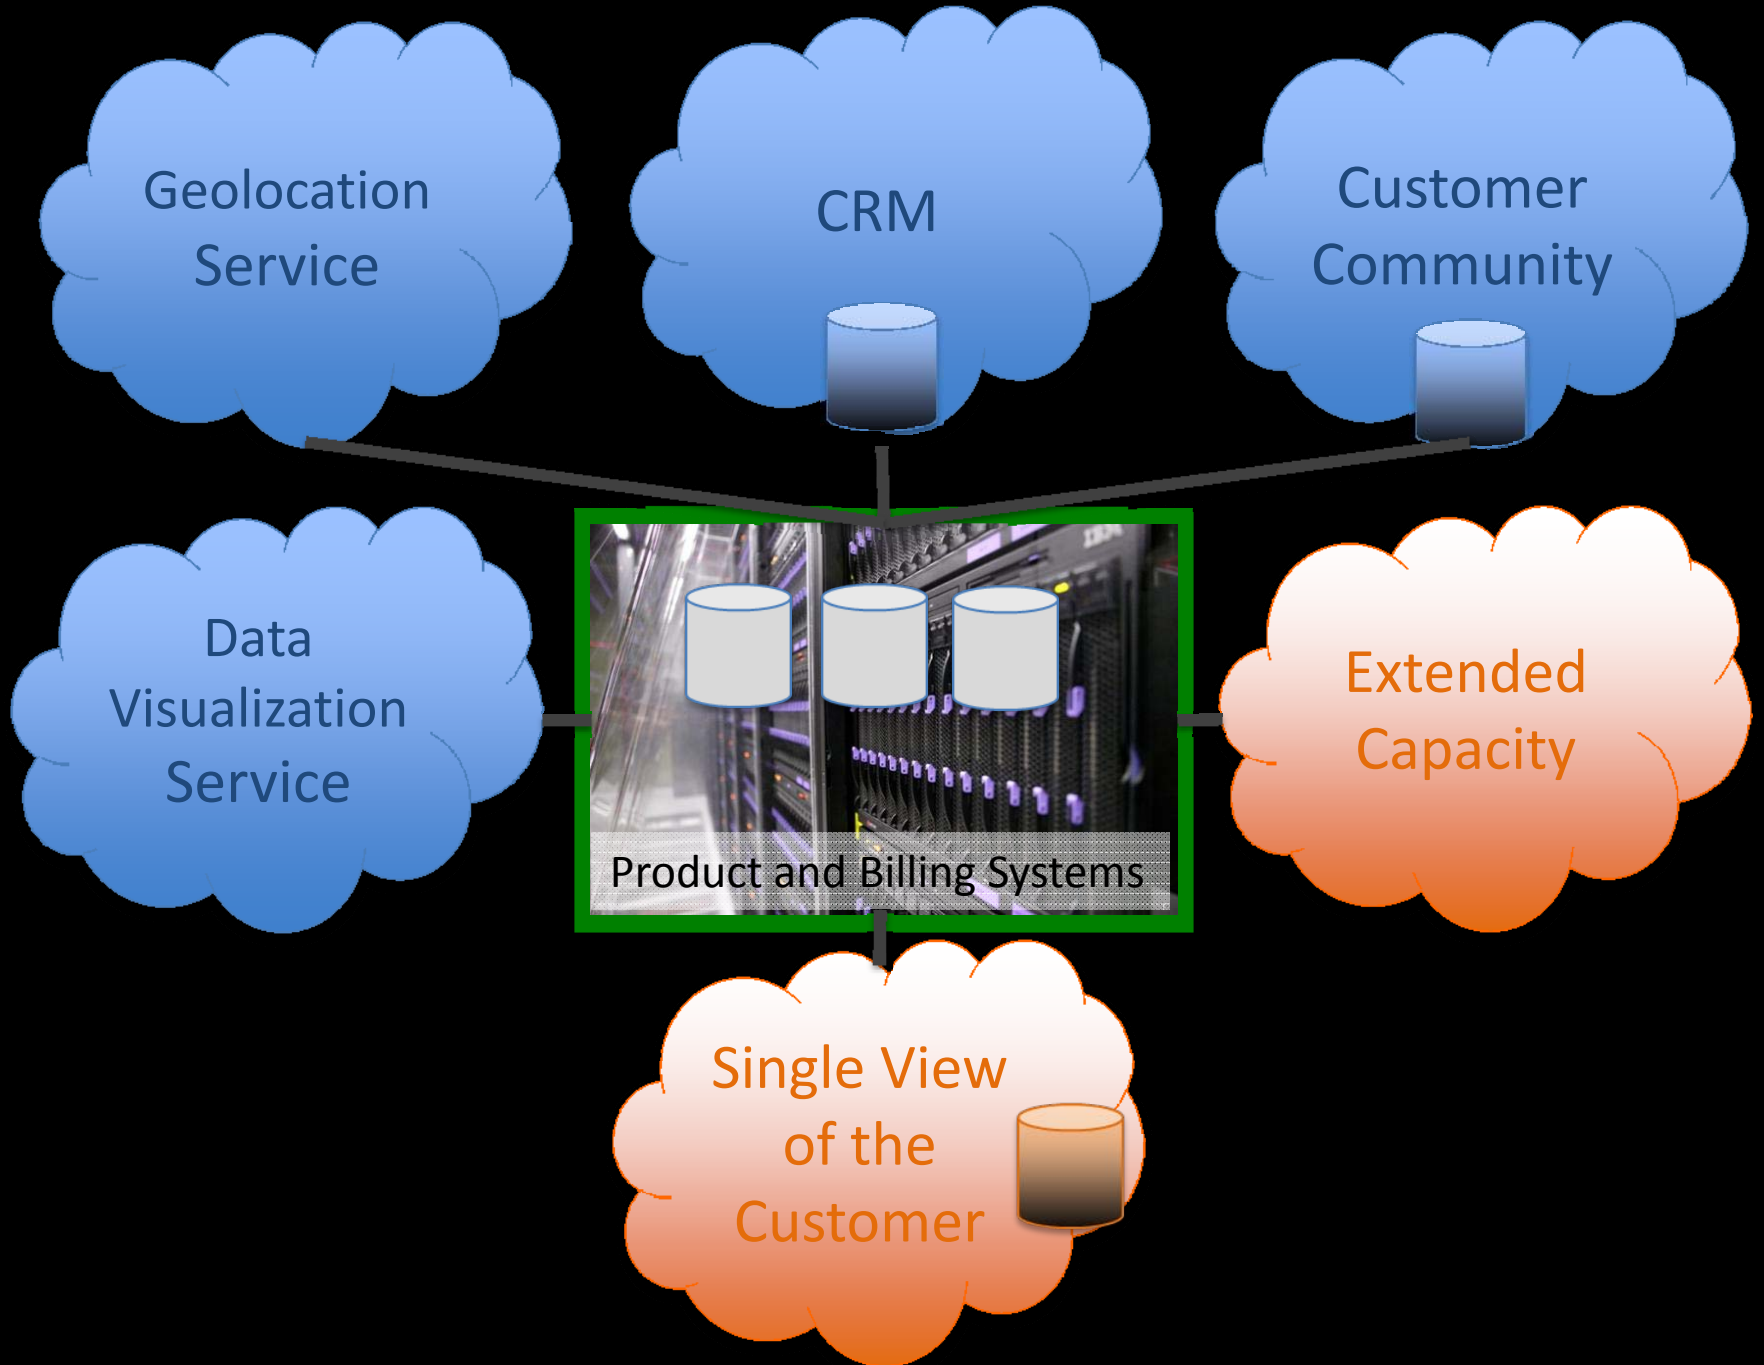 Geolocation
Service
CRM
Customer
Community
Data
Visualization
Service
IBM
Product and Billing Systems
Extended
Capacity
Single View
of the
Customer